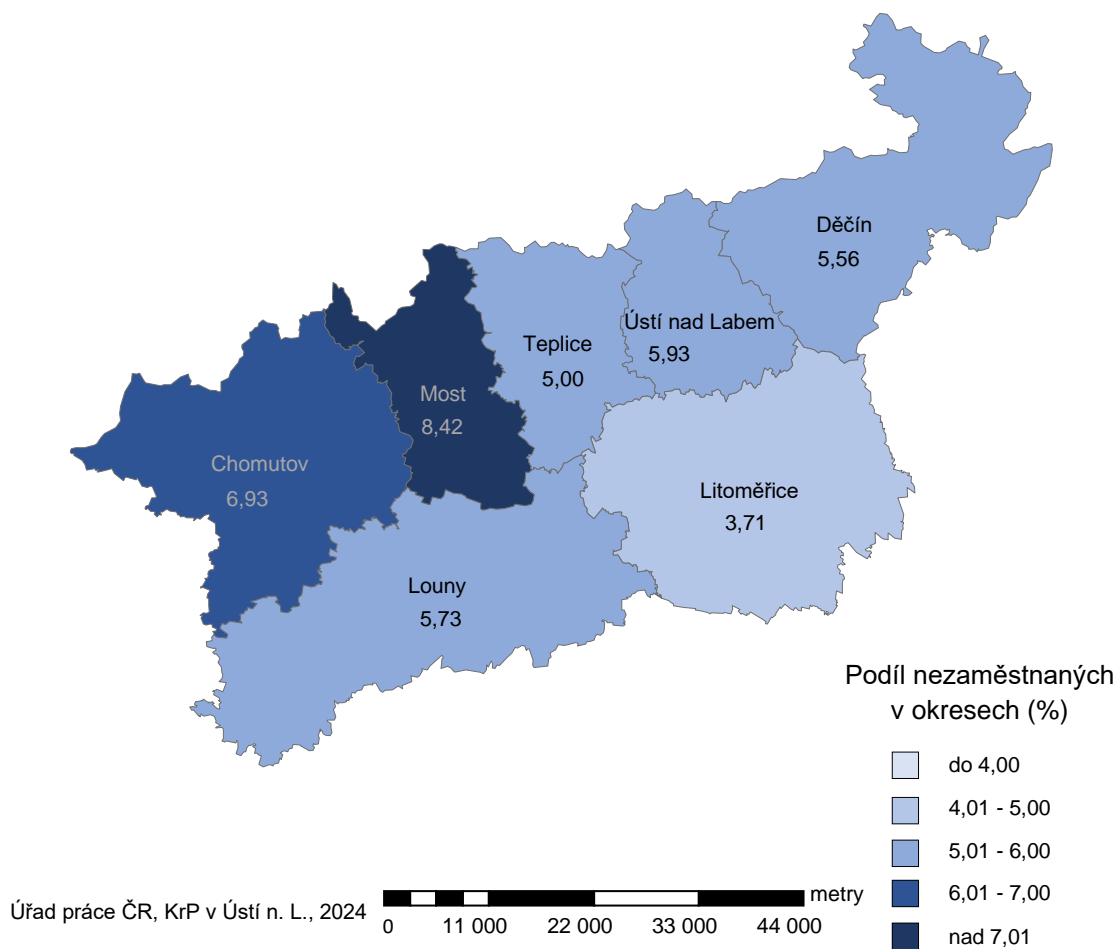 Děčín
5,56
Ústí nad Labem
5,93
Teplice
5,00
Most
8,42
Chomutov
6,93
Litoměřice
3,71
Louny
5,73
Podíl nezaměstnaných
v okresech (%)
do 4,00
4,01 - 5,00
5,01 - 6,00
6,01 - 7,00
nad 7,01
Úřad práce ČR, KrP v Ústí n. L., 2024
metry
0 11 000 22 000 33 000 44 000